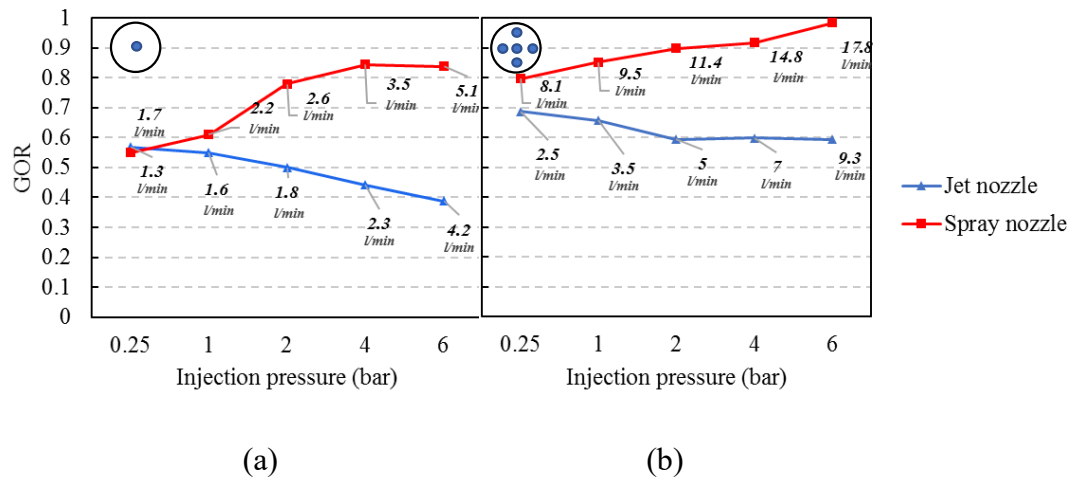 1
0.9
0.8
0.7
0.6
0.5
0.4
0.3
0.2
0.1
0
GOR
1.7
l/min
2.2
l/min
2.6
l/min
3.5
l/min
5.1
l/min
1.3
l/min
1.6
l/min
1.8
l/min
2.3
l/min
4.2
l/min
0.25 1 2 4 6
Injection pressure (bar)
(a)
8.1
l/min
9.5
l/min
11.4
l/min
14.8
l/min
17.8
l/min
2.5
l/min
3.5
l/min
5
l/min
7
l/min
9.3
l/min
0.25 1 2 4 6
Injection pressure (bar)
(b)
Jet nozzle
Spray nozzle